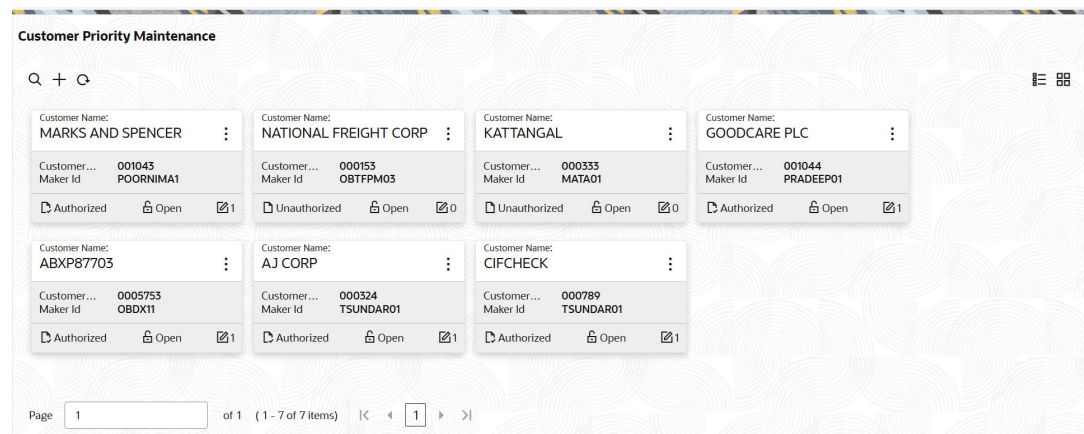 Customer Priority Maintenance
Customer Name:
MARKS AND SPENCER
Customer... 001043
Maker Id POORNIMA1
Authorized Open 1
Customer Name:
NATIONAL FREIGHT CORP
Customer... 000153
Maker Id OBTFPM03
Unauthorized Open 0
Customer Name:
KATTANGAL
Customer... 000333
Maker Id MATA01
Unauthorized Open 0
Customer Name:
GOODCARE PLC
Customer... 001044
Maker Id PRADEEP01
Authorized Open 1
Customer Name:
ABXP87703
Customer... 0005753
Maker Id OBDX11
Authorized Open 1
Customer Name:
AJ CORP
Customer... 000324
Maker Id TSUNDAR01
Authorized Open 1
Customer Name:
CIFCHECK
Customer... 000789
Maker Id TSUNDAR01
Authorized Open 1
Page 1 of 1 (1 - 7 of 7 items) 1